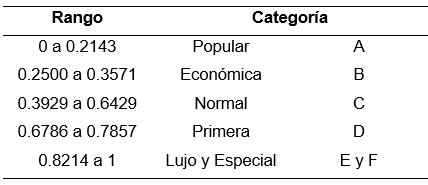 Rango Categoría
0 a 0.2143 Popular A
0.2500 a 0.3571 Económica B
0.3929 a 0.6429 Normal C
0.6786 a 0.7857 Primera D
0.8214 a 1 Lujo y Especial E y F